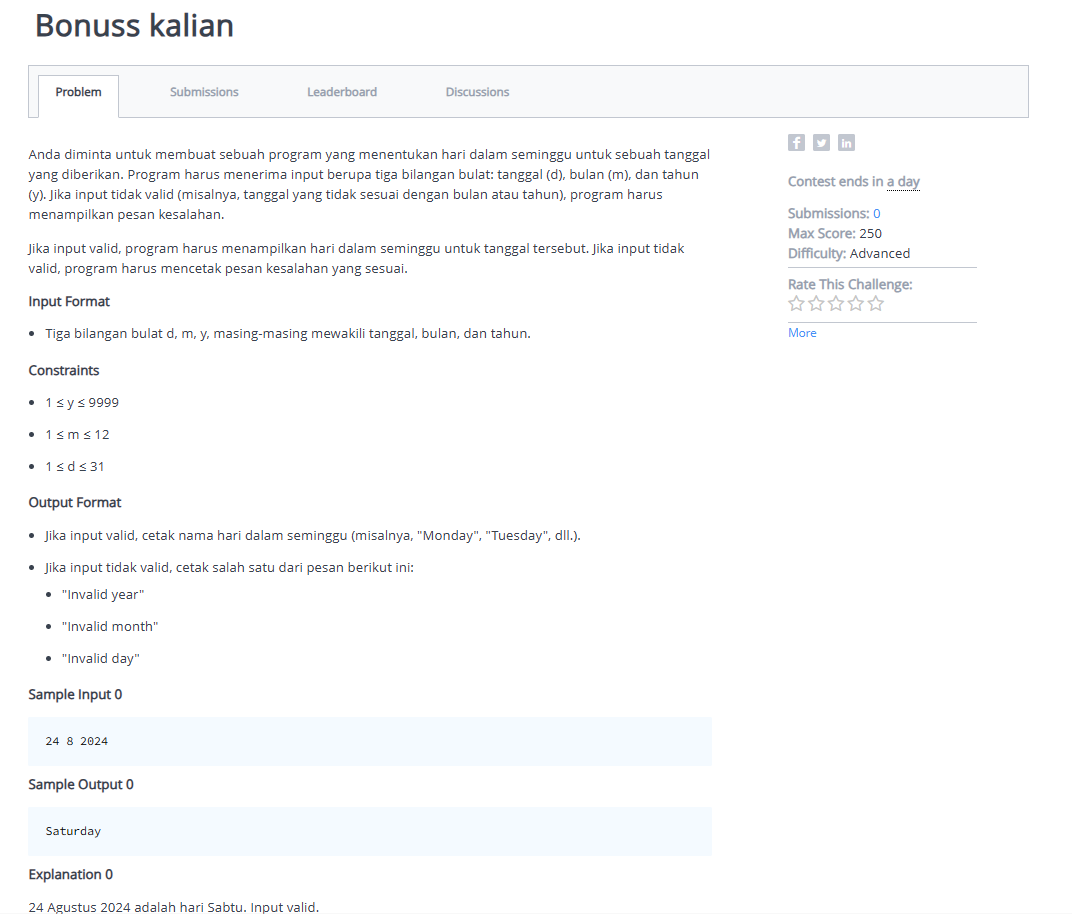 Bonuss kalian
Problem
Submissions
Leaderboard
Discussions
Anda diminta untuk membuat sebuah program yang menentukan hari dalam seminggu untuk sebuah tanggal
yang diberikan. Program harus menerima input berupa tiga bilangan bulat: tanggal (d), bulan (m), dan tahun
(y). Jika input tidak valid (misalnya, tanggal yang tidak sesuai dengan bulan atau tahun), program harus
menampilkan pesan kesalahan.
Jika input valid, program harus menampilkan hari dalam seminggu untuk tanggal tersebut. Jika input tidak
valid, program harus mencetak pesan kesalahan yang sesuai.
Input Format
• Tiga bilangan bulat d, m, y, masing-masing mewakili tanggal, bulan, dan tahun.
Constraints
• 1 ≤ y ≤ 9999
• 1 ≤ m ≤ 12
• 1 ≤ d ≤ 31
Output Format
• Jika input valid, cetak nama hari dalam seminggu (misalnya, "Monday", "Tuesday", dll.).
• Jika input tidak valid, cetak salah satu dari pesan berikut ini:
• "Invalid year"
• "Invalid month"
• "Invalid day"
Sample Input 0
24 8 2024
Sample Output 0
Saturday
Explanation 0
24 Agustus 2024 adalah hari Sabtu. Input valid.
Contest ends in a day
Submissions: 0
Max Score: 250
Difficulty: Advanced
Rate This Challenge:
More